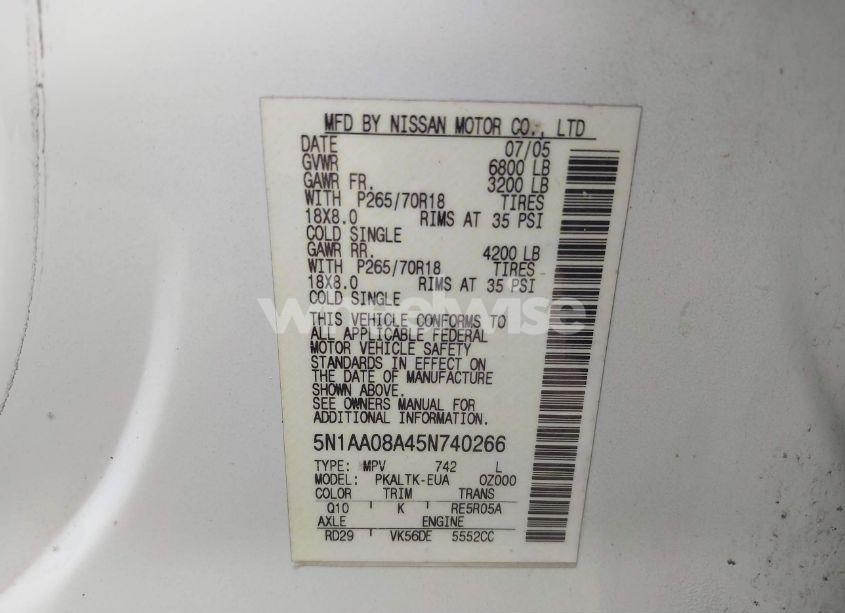 MFD BY NISSAN MOTOR CO., LTD
DATE 07/05
GVWR 6800 LB
GAWR FR. 3200 LB
WITH P265/70R18 TIRES
18X8.0 RIMS AT 35 PSI
COLD SINGLE
GAWR RR. 4200 LB
WITH P265/70R18 TIRES
18X8.0 RIMS AT 35 PSI
COLD SINGLE
wheelwise
THIS VEHICLE CONFORMS TO
ALL APPLICABLE FEDERAL
MOTOR VEHICLE SAFETY
STANDARDS IN EFFECT ON
THE DATE OF MANUFACTURE
SHOWN ABOVE.
SEE OWNERS MANUAL FOR
ADDITIONAL INFORMATION.
5N1AA08A45N740266
TYPE: MPV 742 L
MODEL: PKALTK-EUA 0Z000
COLOR TRIM TRANS
Q10 K RE5R05A
AXLE ENGINE
RD29 VK56DE 5552CC